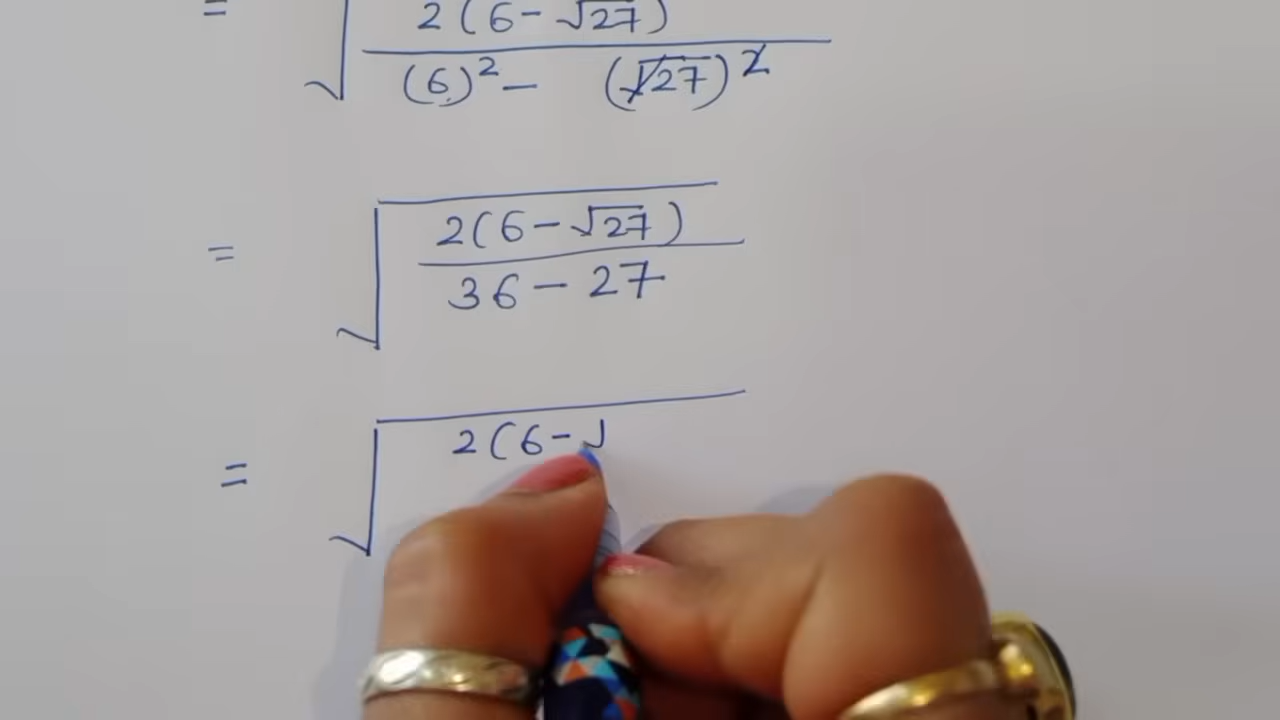 = √ 2(6-√27)
(6)² - (√27)²
= √ 2(6-√27)
36-27
= √ 2(6-√